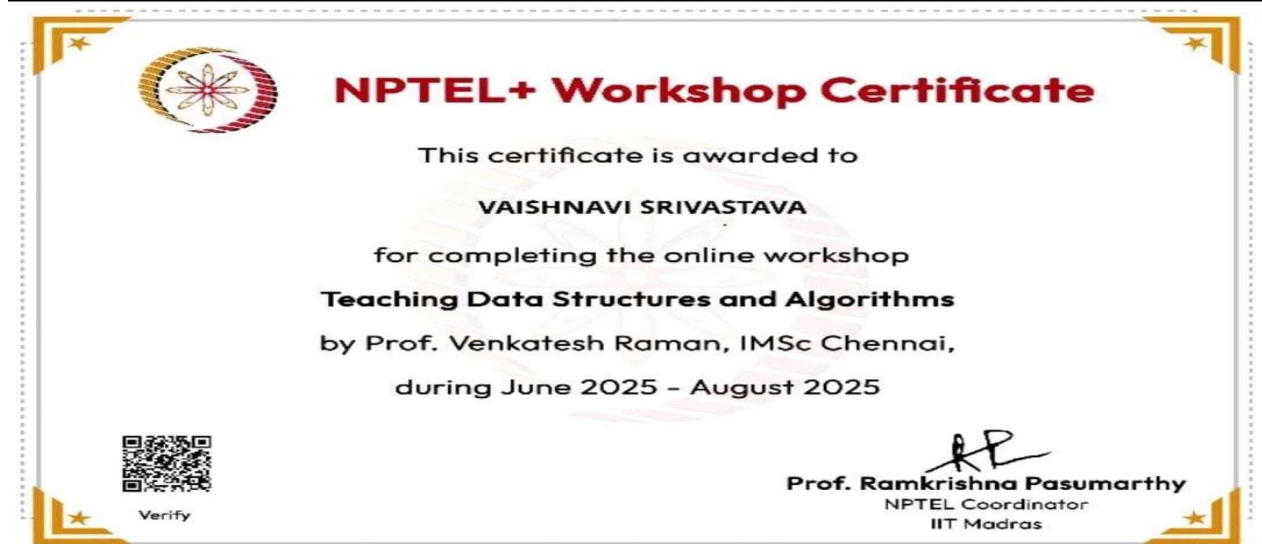 NPTEL+ Workshop Certificate
This certificate is awarded to
VAISHNAVI SRIVASTAVA
for completing the online workshop
Teaching Data Structures and Algorithms
by Prof. Venkatesh Raman, IMSc Chennai,
during June 2025 - August 2025
Verify
Prof. Ramkrishna Pasumarthy
NPTEL Coordinator
IIT Madras